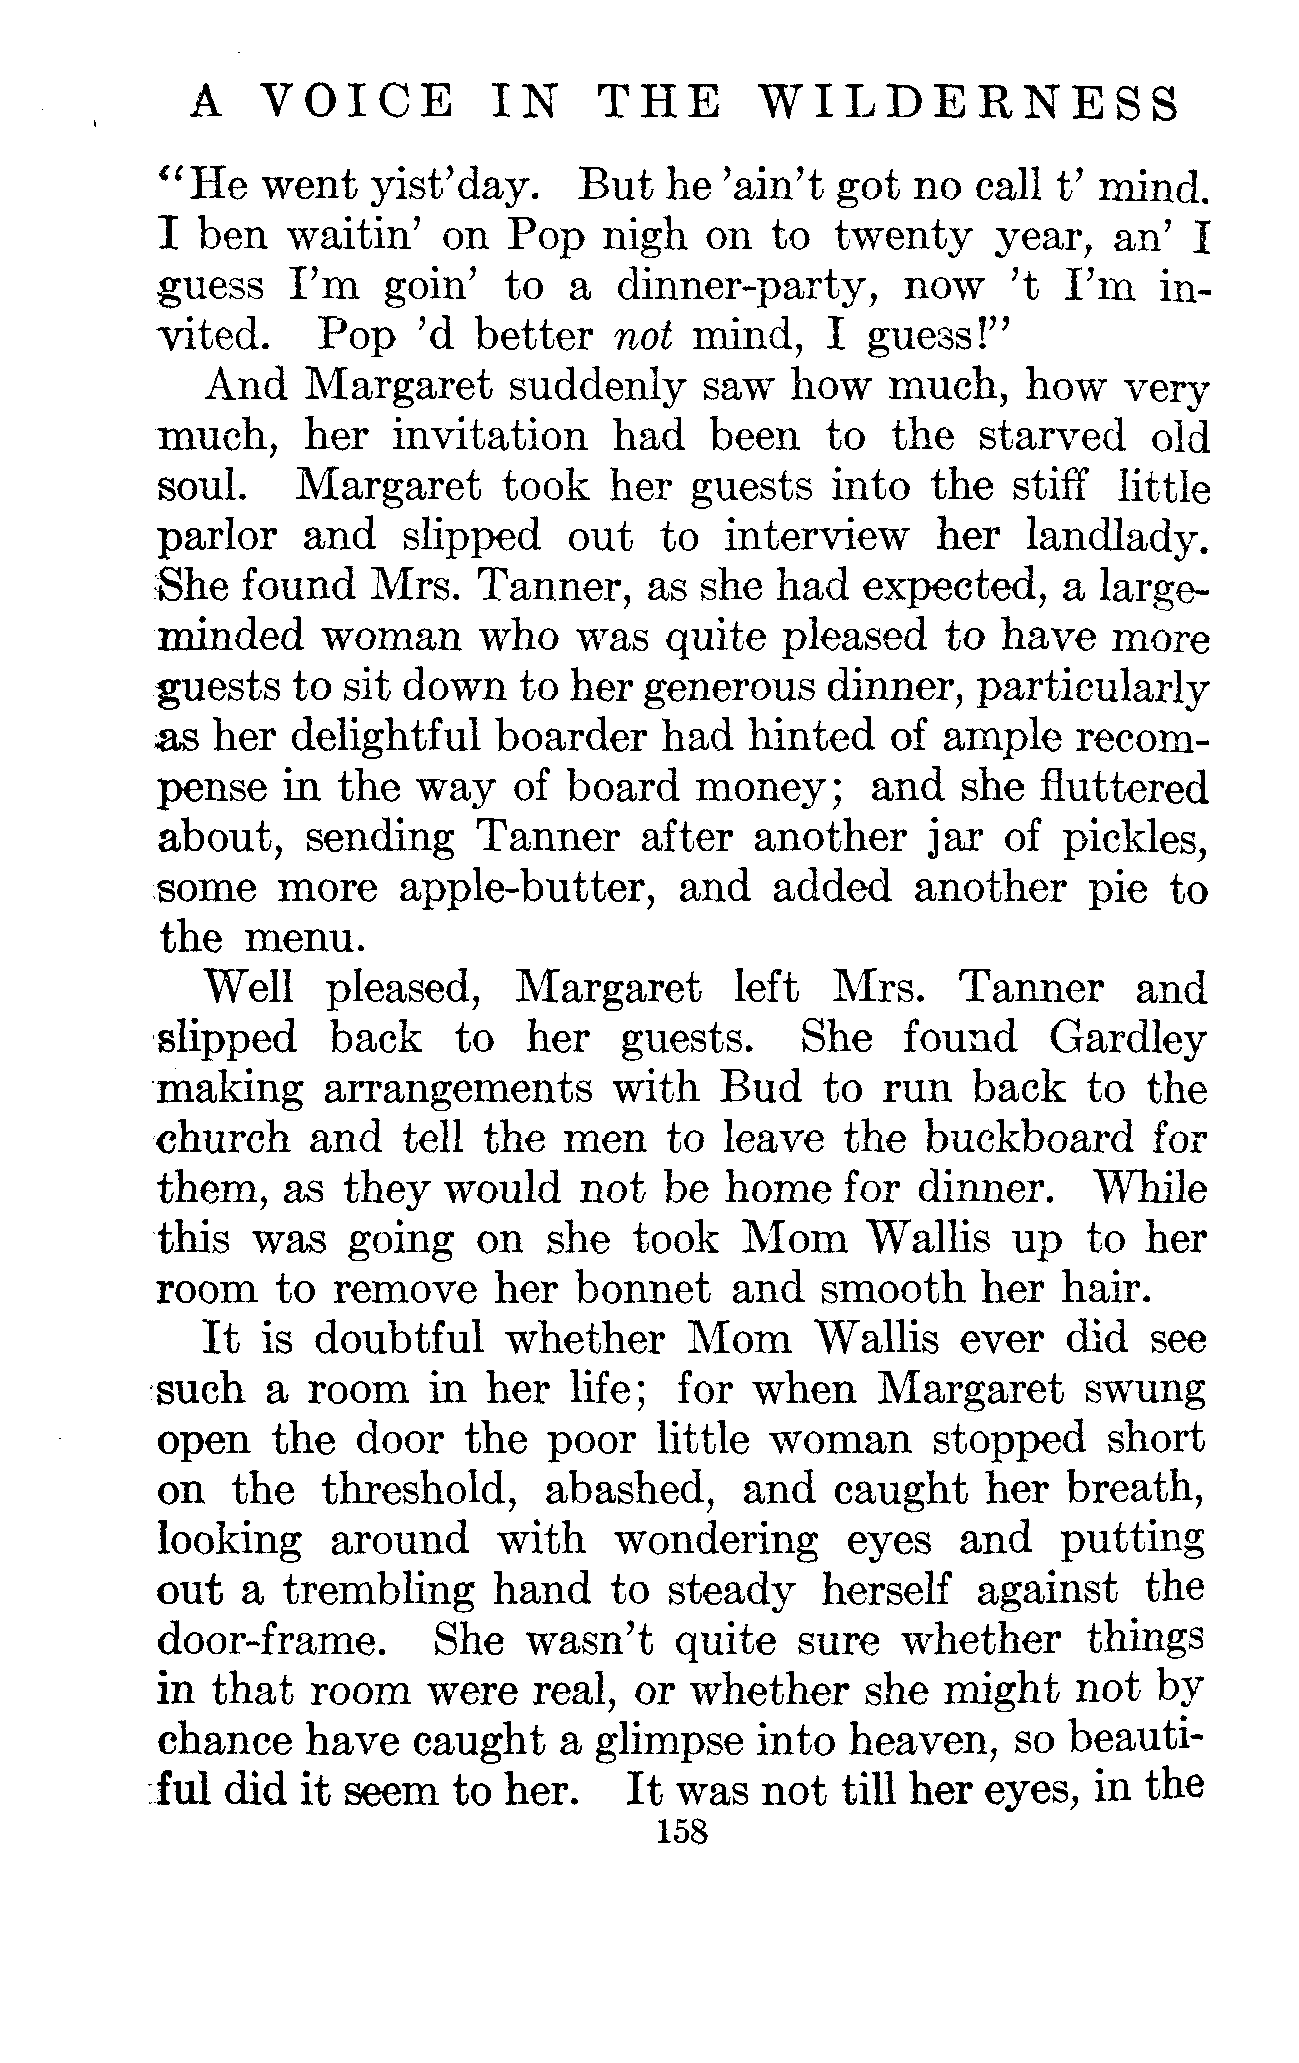 A VOICE IN THE WILDERNESS
“He went yist’day. But he ’ain’t got no call t’ mind.
I ben waitin’ on Pop nigh on to twenty year, an’ I
guess I’m goin’ to a dinner-party, now ’t I’m in-
vited. Pop ’d better not mind, I guess!”
And Margaret suddenly saw how much, how very
much, her invitation had been to the starved old
soul. Margaret took her guests into the stiff little
parlor and slipped out to interview her landlady.
She found Mrs. Tanner, as she had expected, a large-
minded woman who was quite pleased to have more
guests to sit down to her generous dinner, particularly
as her delightful boarder had hinted of ample recom-
pense in the way of board money; and she fluttered
about, sending Tanner after another jar of pickles,
some more apple-butter, and added another pie to
the menu.
Well pleased, Margaret left Mrs. Tanner and
slipped back to her guests. She found Gardley
making arrangements with Bud to run back to the
church and tell the men to leave the buckboard for
them, as they would not be home for dinner. While
this was going on she took Mom Wallis up to her
room to remove her bonnet and smooth her hair.
It is doubtful whether Mom Wallis ever did see
such a room in her life; for when Margaret swung
open the door the poor little woman stopped short
on the threshold, abashed, and caught her breath,
looking around with wondering eyes and putting
out a trembling hand to steady herself against the
door-frame. She wasn’t quite sure whether things
in that room were real, or whether she might not by
chance have caught a glimpse into heaven, so beauti-
ful did it seem to her. It was not till her eyes, in the
158